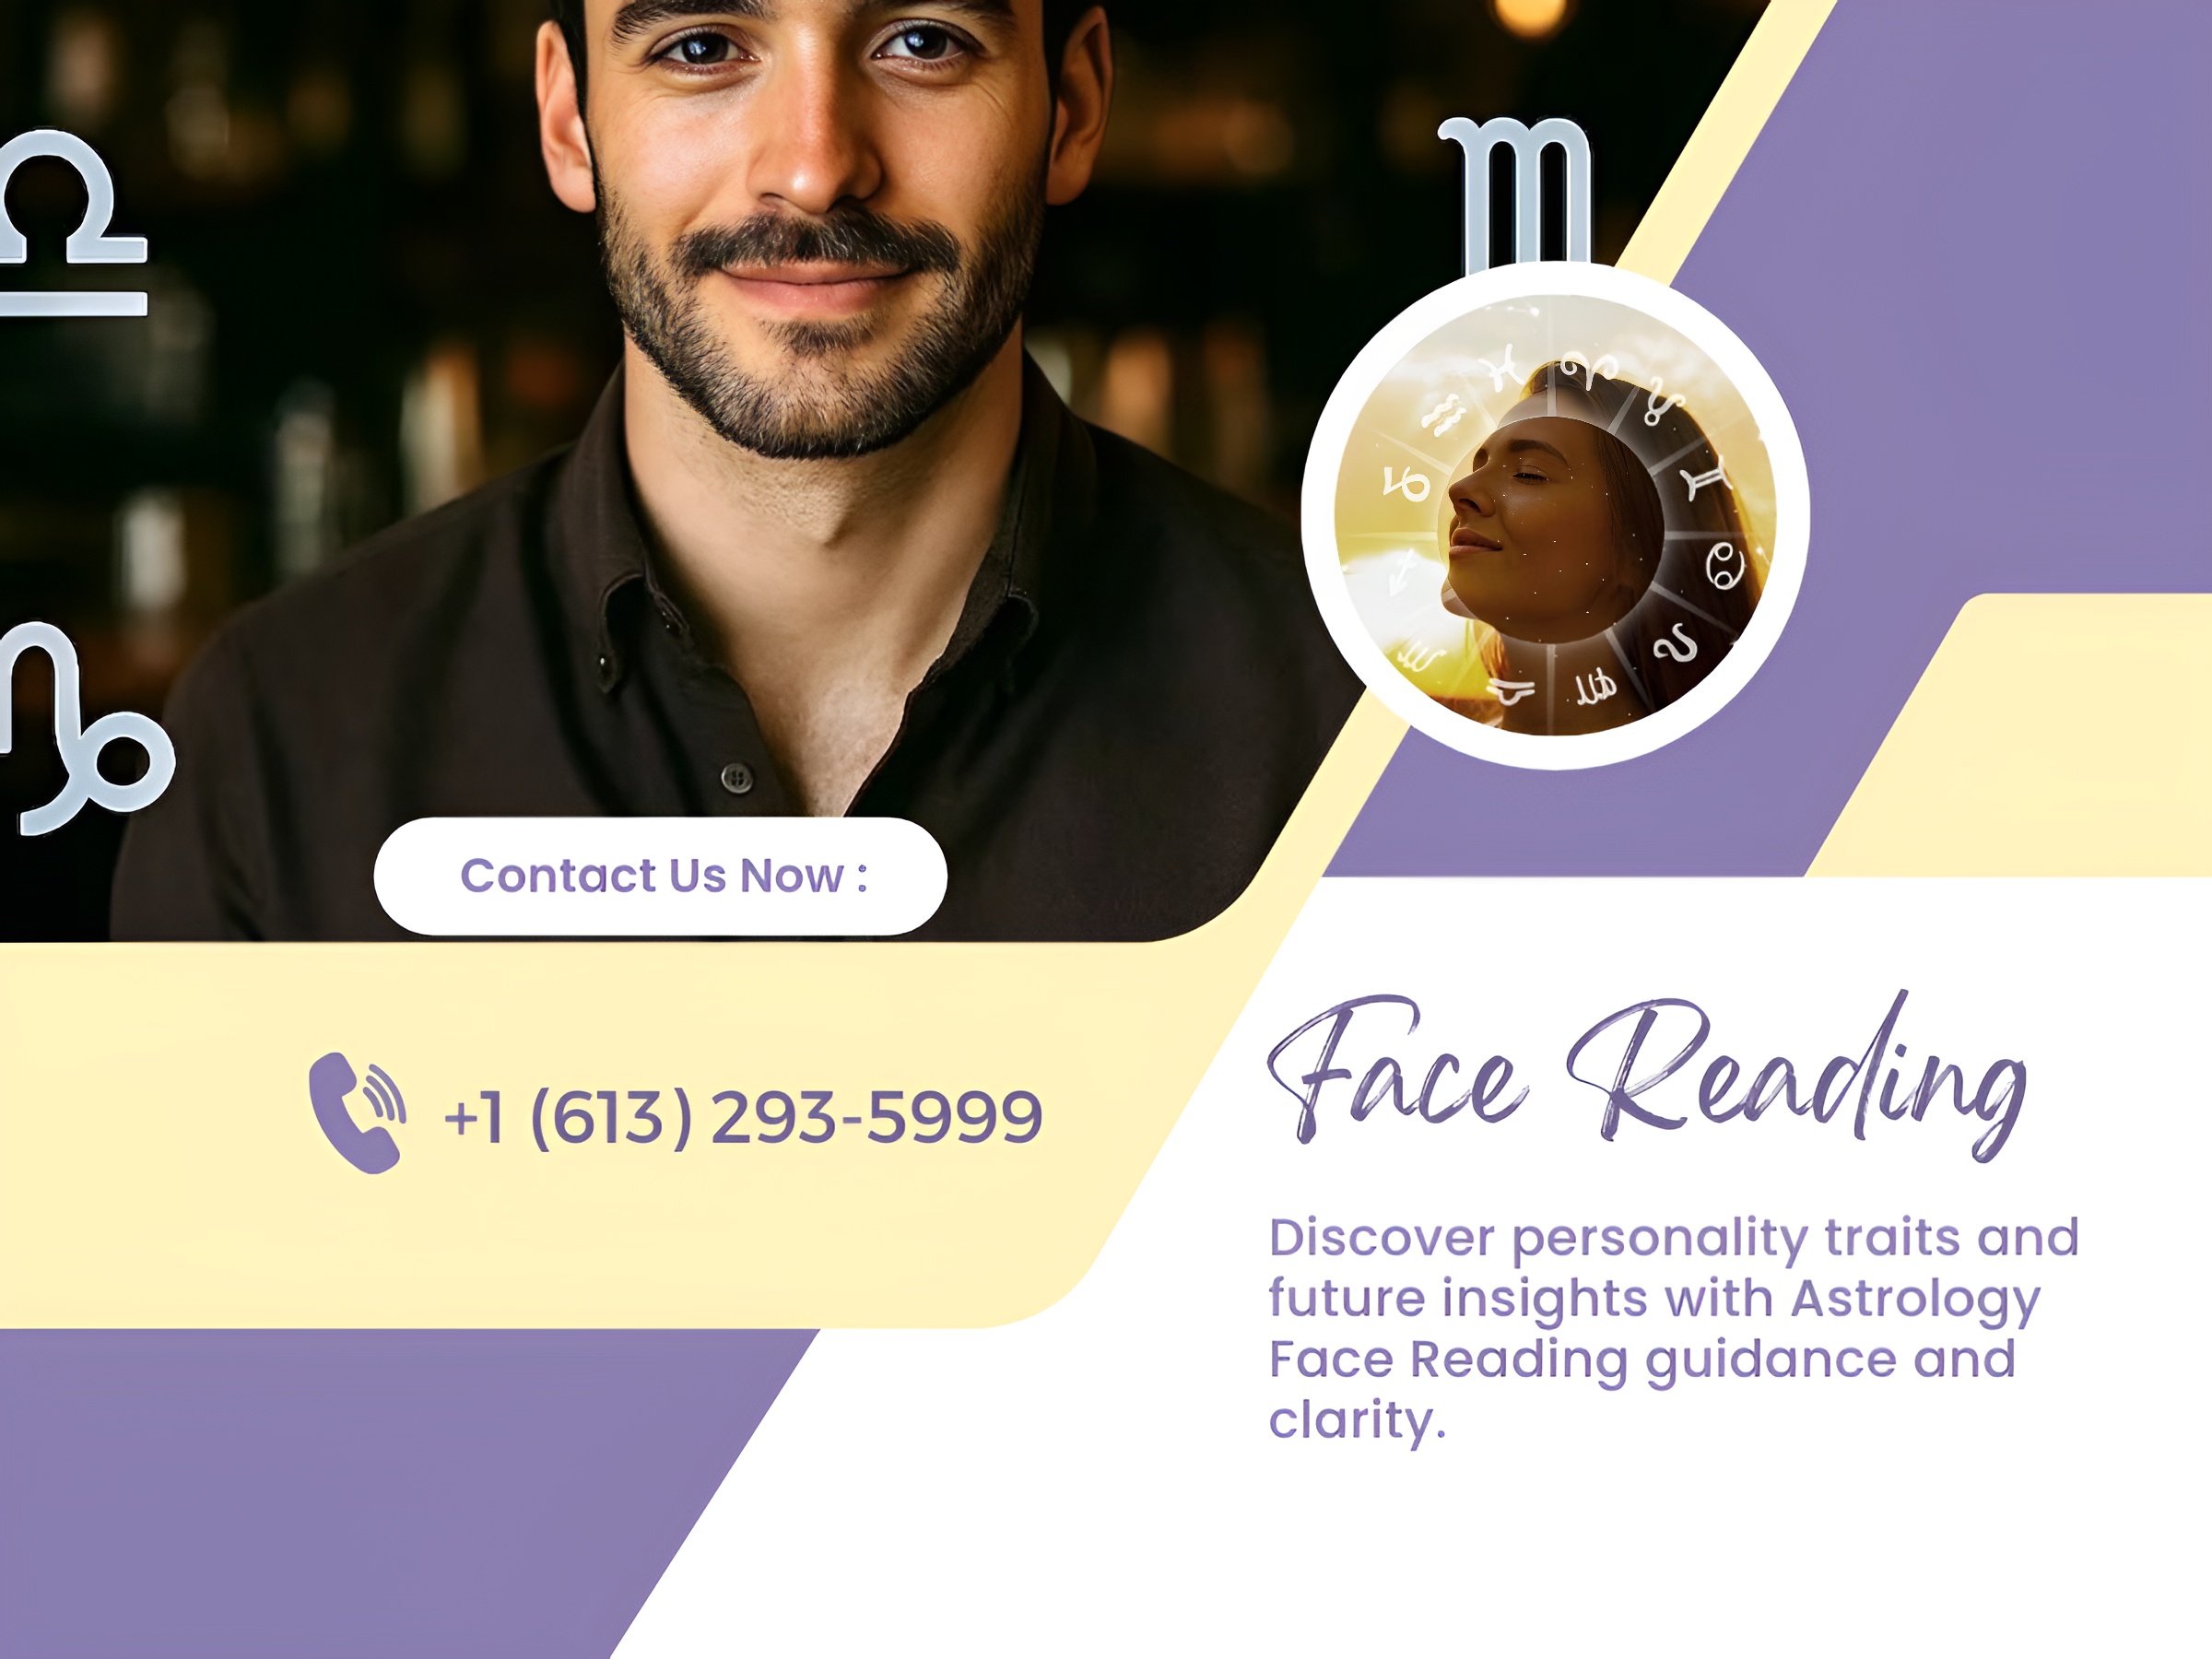 Contact Us Now :
+1 (613) 293-5999
Face Reading
Discover personality traits and
future insights with Astrology
Face Reading guidance and
clarity.